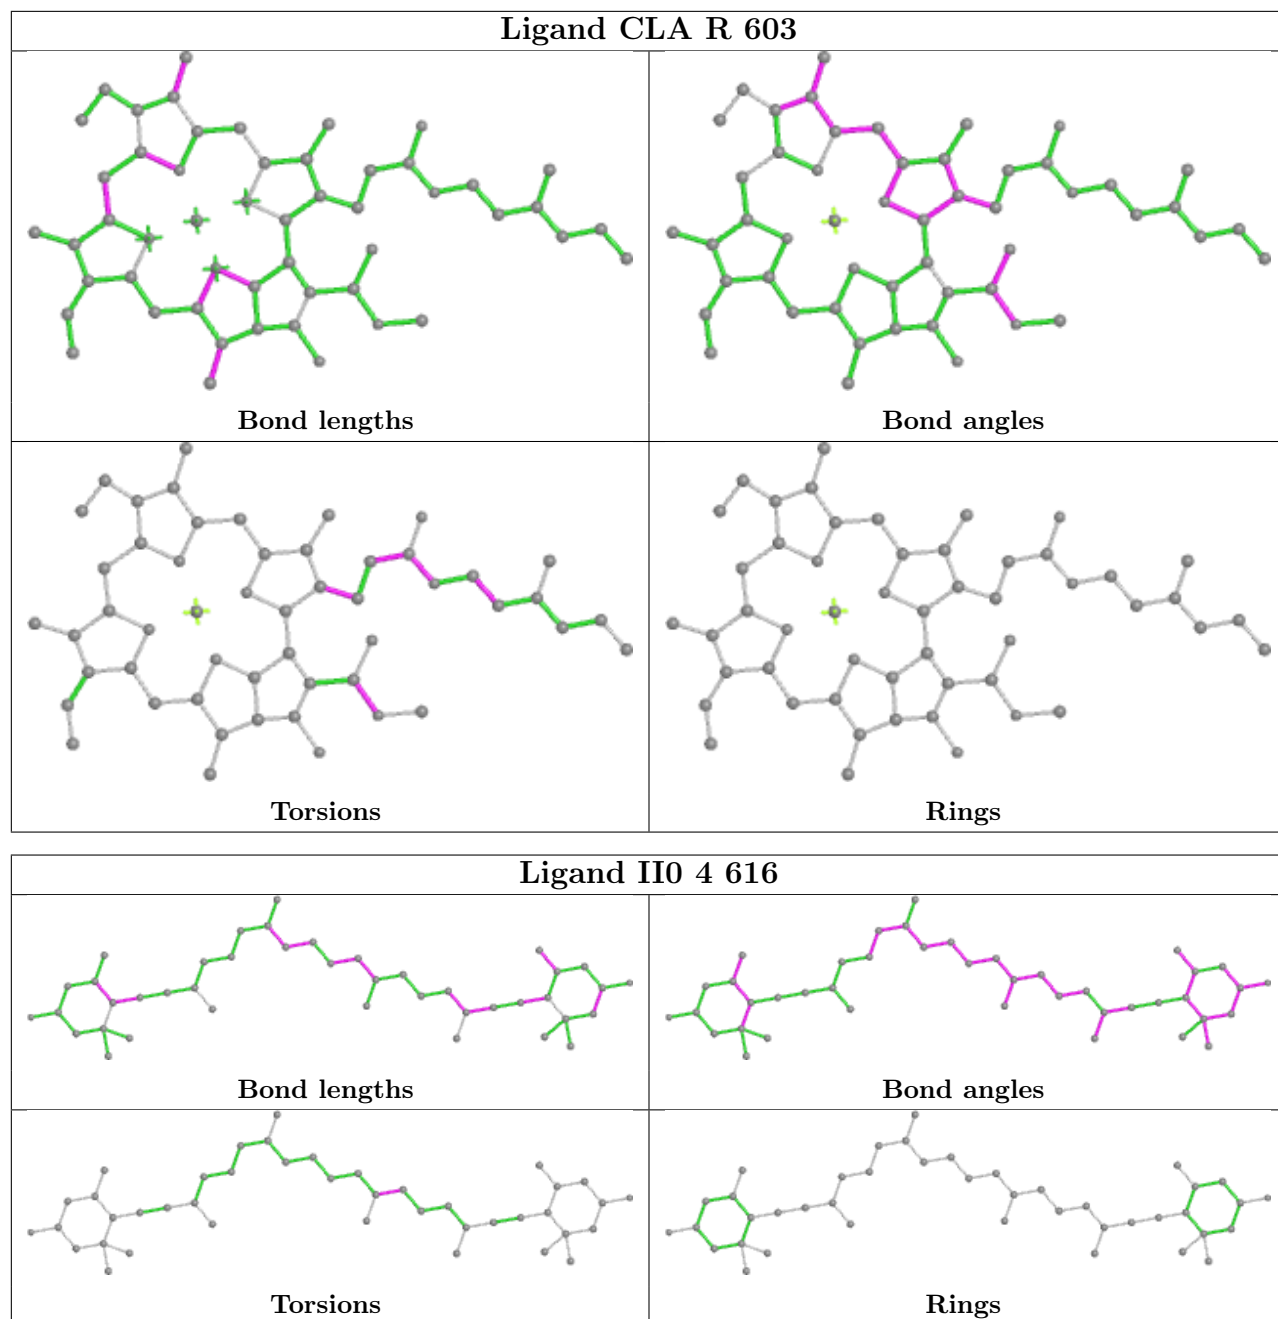 Ligand CLA R 603
Bond lengths
Bond angles
Torsions
Rings
Ligand II0 4 616
Bond lengths
Bond angles
Torsions
Rings